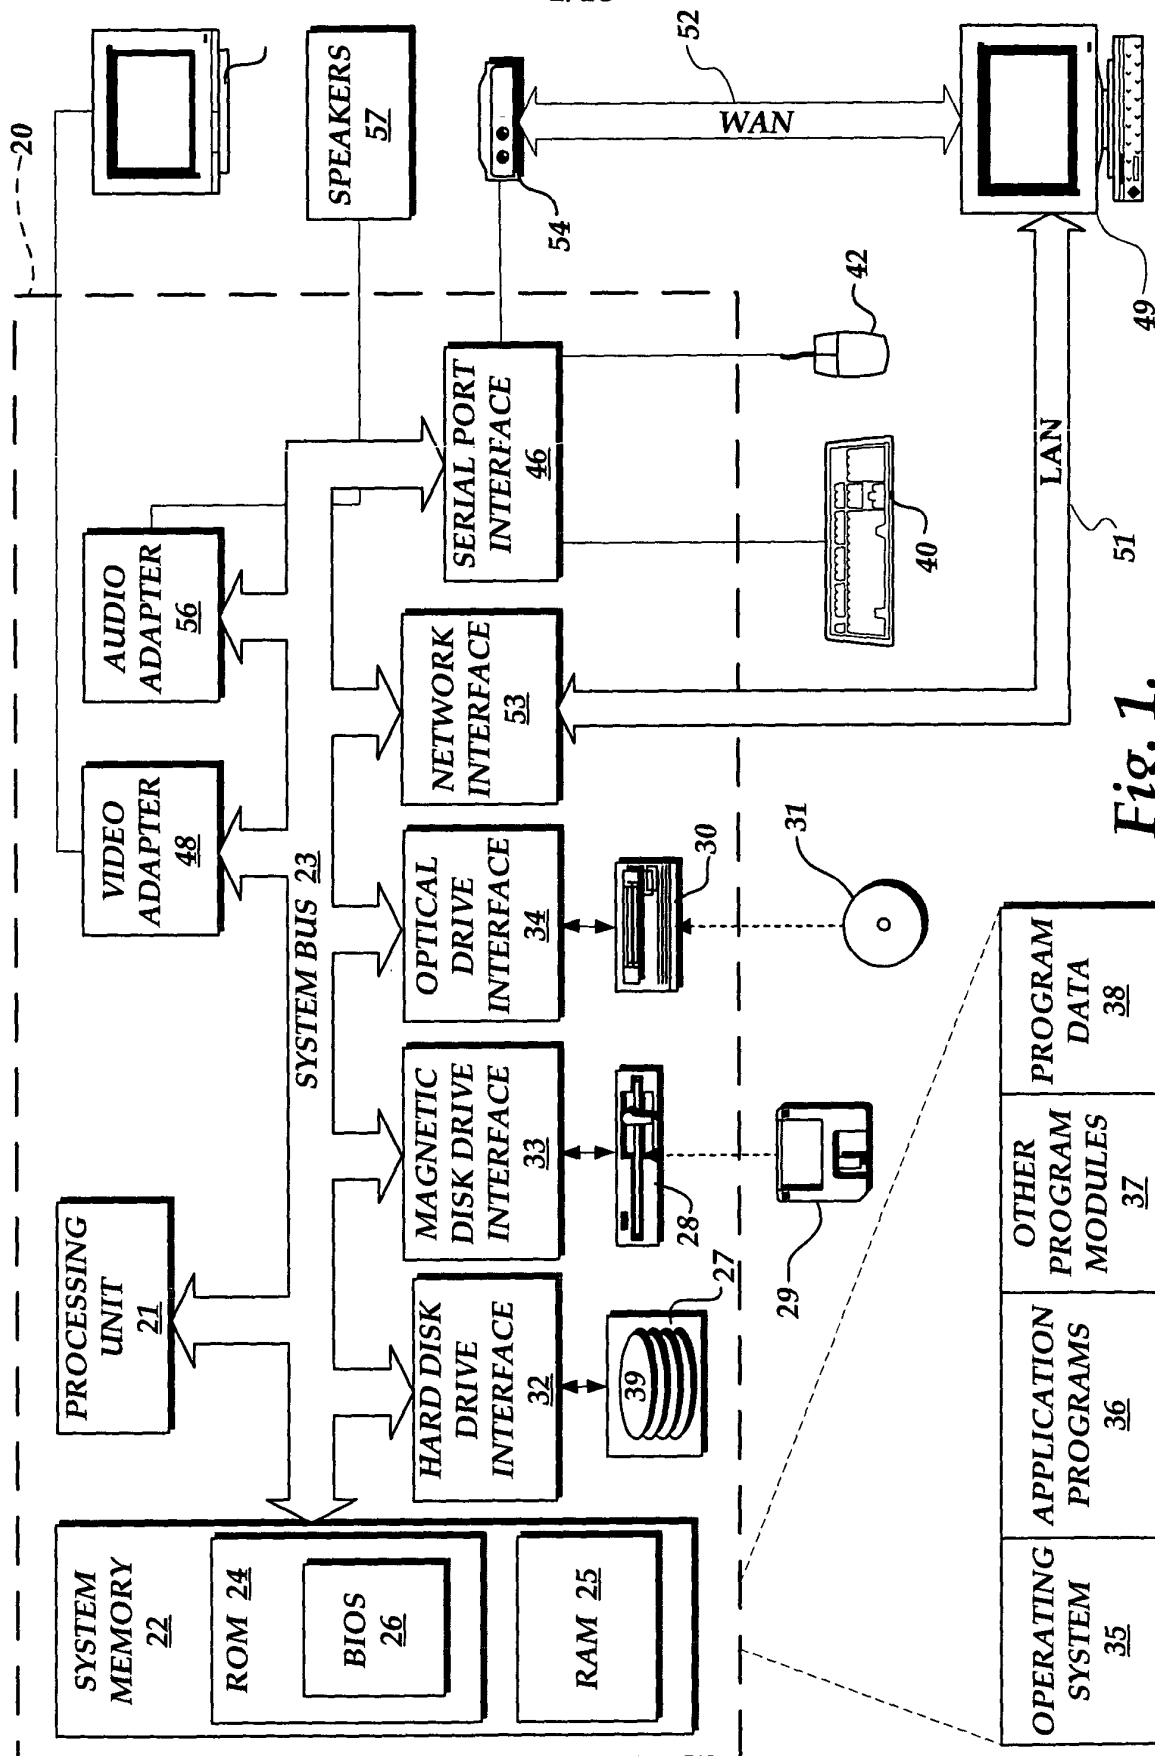 20
SYSTEM
MEMORY
22
ROM 24
BIOS
26
RAM 25
PROCESSING
UNIT
21
VIDEO
ADAPTER
48
AUDIO
ADAPTER
56
SPEAKERS
57
SYSTEM BUS 23
HARD DISK
DRIVE
INTERFACE
32
MAGNETIC
DISK DRIVE
INTERFACE
33
OPTICAL
DRIVE
INTERFACE
34
NETWORK
INTERFACE
53
SERIAL PORT
INTERFACE
46
54
52
WAN
39
27
28
30
29
31
40
42
LAN
51
49
OPERATING
SYSTEM
35
APPLICATION
PROGRAMS
36
OTHER
PROGRAM
MODULES
37
PROGRAM
DATA
38
Fig. 1.